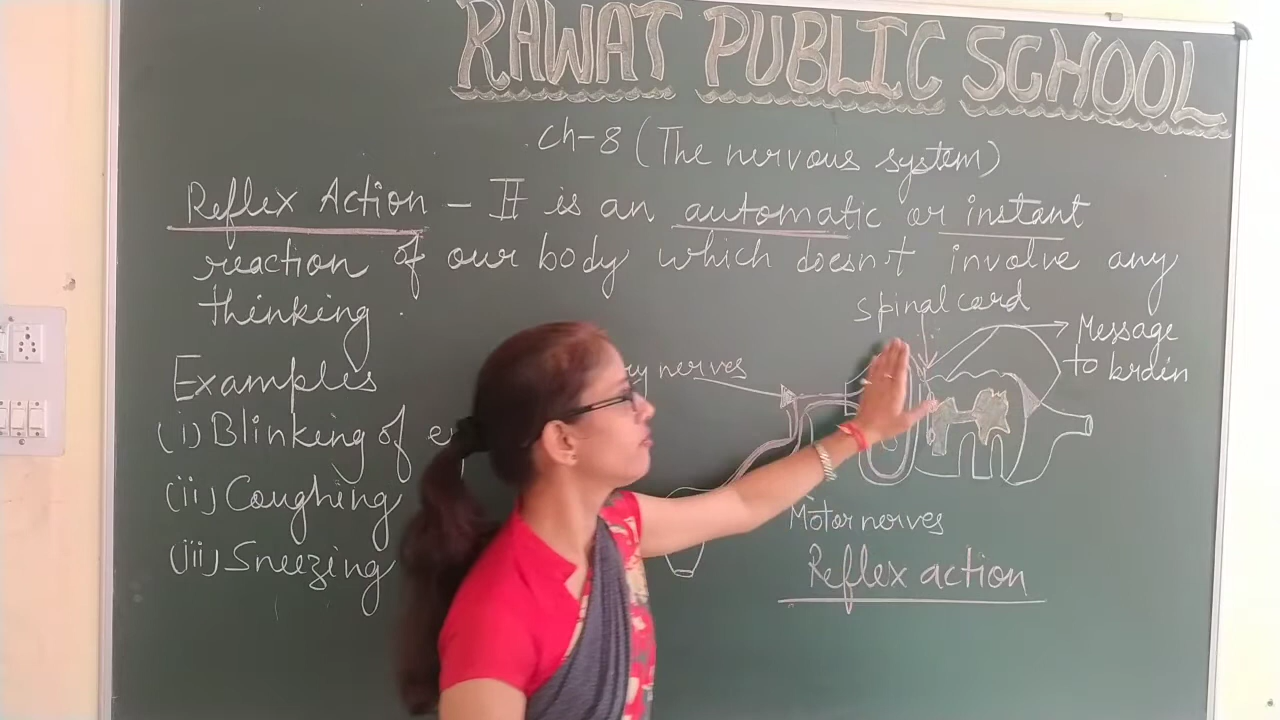 RAWAT PUBLIC SCHOOL
Ch-8 (The nervous system)
Reflex Action - It is an automatic or instant
reaction of our body which doesn't involve any
thinking.
Examples
(i) Blinking of
(ii) Coughing
(iii) Sneezing
Spinal cord
Message
to brain
nerves
Motor nerves
Reflex action